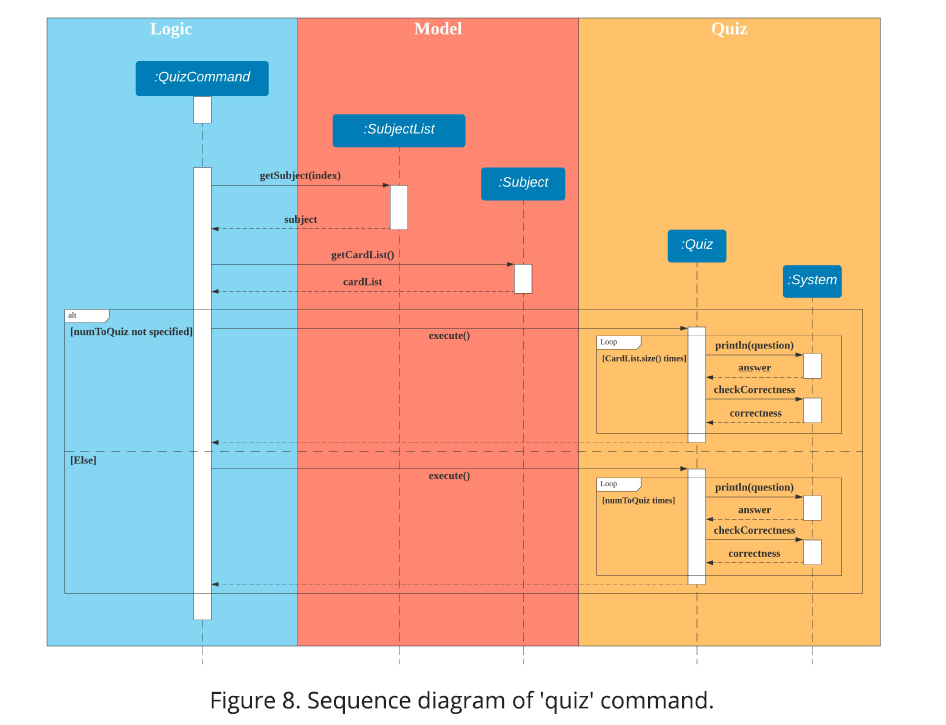 Logic
Model
Quiz
:QuizCommand
:SubjectList
:Subject
:Quiz
:System
getSubject(index)
subject
getCardList()
cardList
alt
[numToQuiz not specified]
execute()
Loop
[CardList.size() times]
println(question)
answer
checkCorrectness
correctness
[Else]
execute()
Loop
[numToQuiz times]
println(question)
answer
checkCorrectness
correctness
Figure 8. Sequence diagram of 'quiz' command.